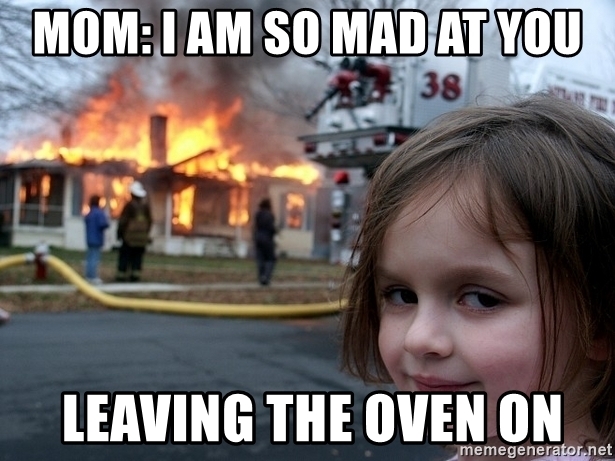 MOM: I AM SO MAD AT YOU
38
LEAVING THE OVEN ON
memegenerator.net